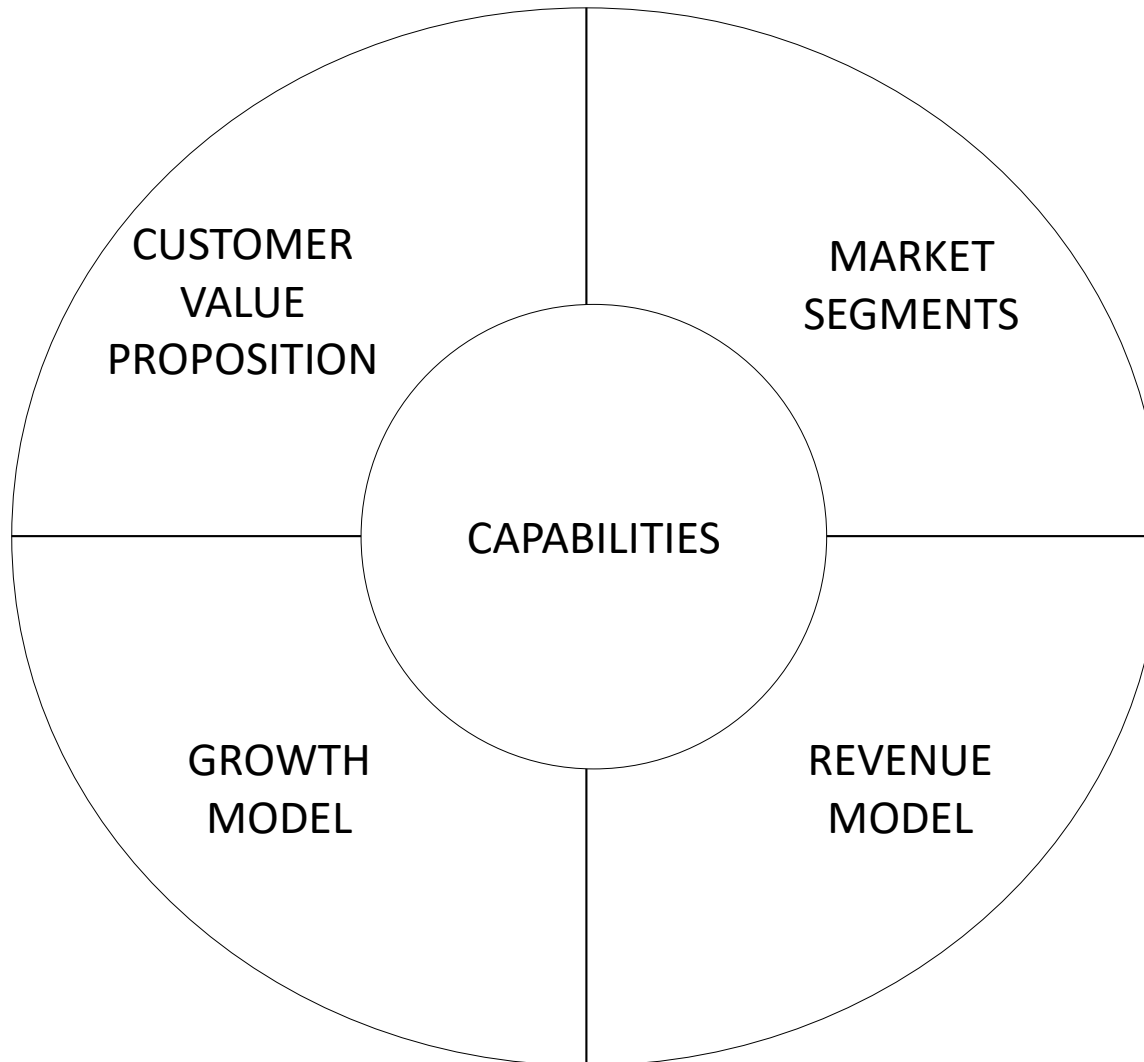 CUSTOMER
VALUE
PROPOSITION
MARKET
SEGMENTS
CAPABILITIES
GROWTH
MODEL
REVENUE
MODEL